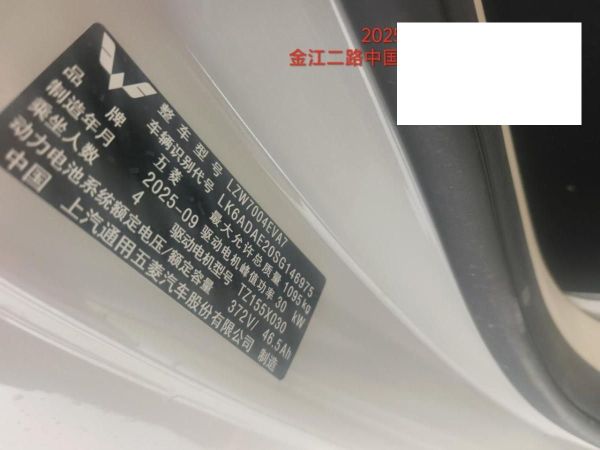 2025
金江二路中国
整车型号 LZW7004EVA7
车辆识别代号 LK6ADAE20SG146975
品牌 五菱 最大允许总质量 1095kg
制造年月 2025-09 驱动电机峰值功率 30 kW
乘坐人数 4 驱动电机型号 TZ155X030
动力电池系统额定电压/额定容量 372V/ 46.5Ah
中国 上汽通用五菱汽车股份有限公司 制造